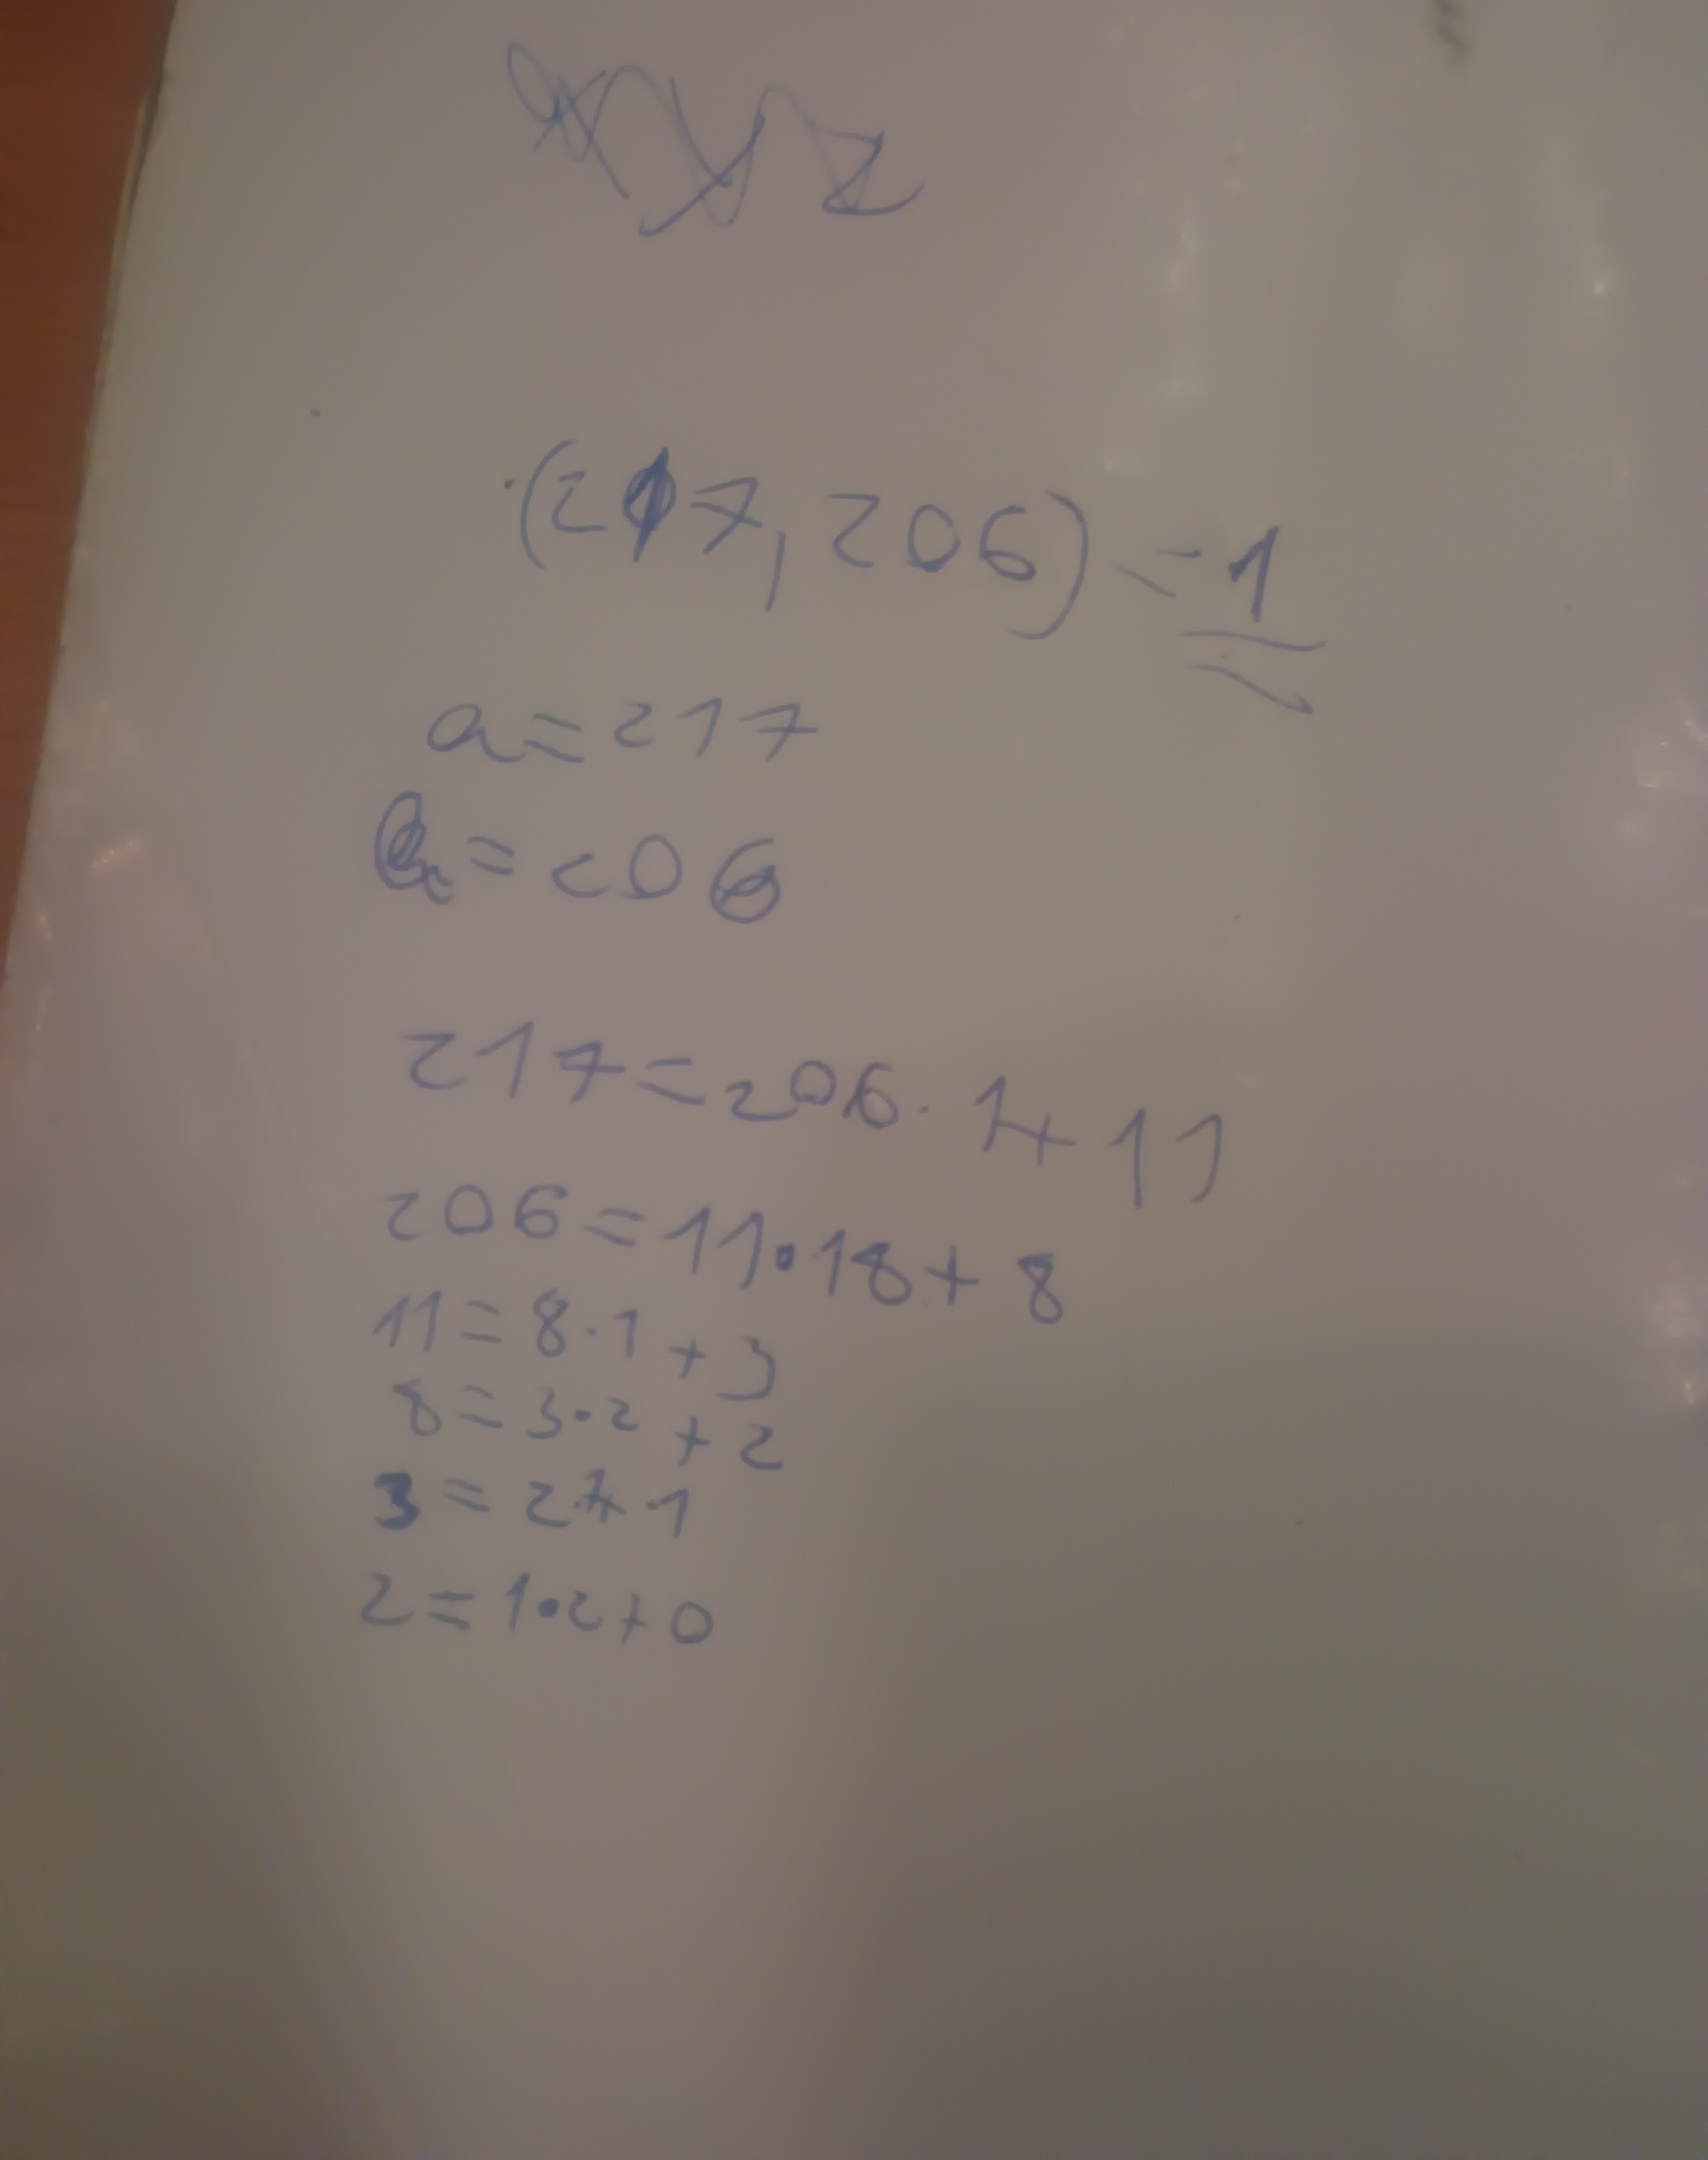 (217, 206) = 1
a = 217
b = 206
217 = 206 · 1 + 11
206 = 11 · 18 + 8
11 = 8 · 1 + 3
8 = 3 · 2 + 2
3 = 2 · 1 + 1
2 = 1 · 2 + 0